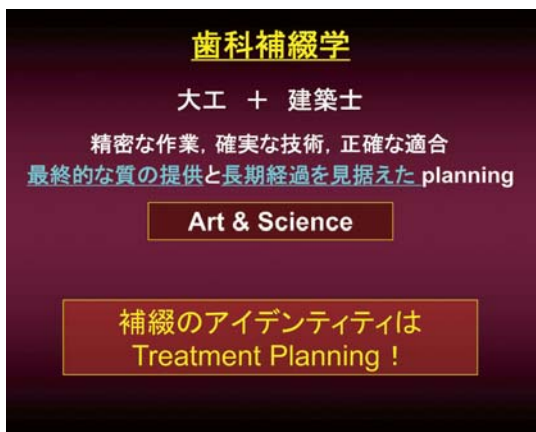 歯科補綴学
大工 + 建築士
精密な作業, 確実な技術, 正確な適合
最終的な質の提供と長期経過を見据えた planning
Art & Science
補綴のアイデンティティは
Treatment Planning !